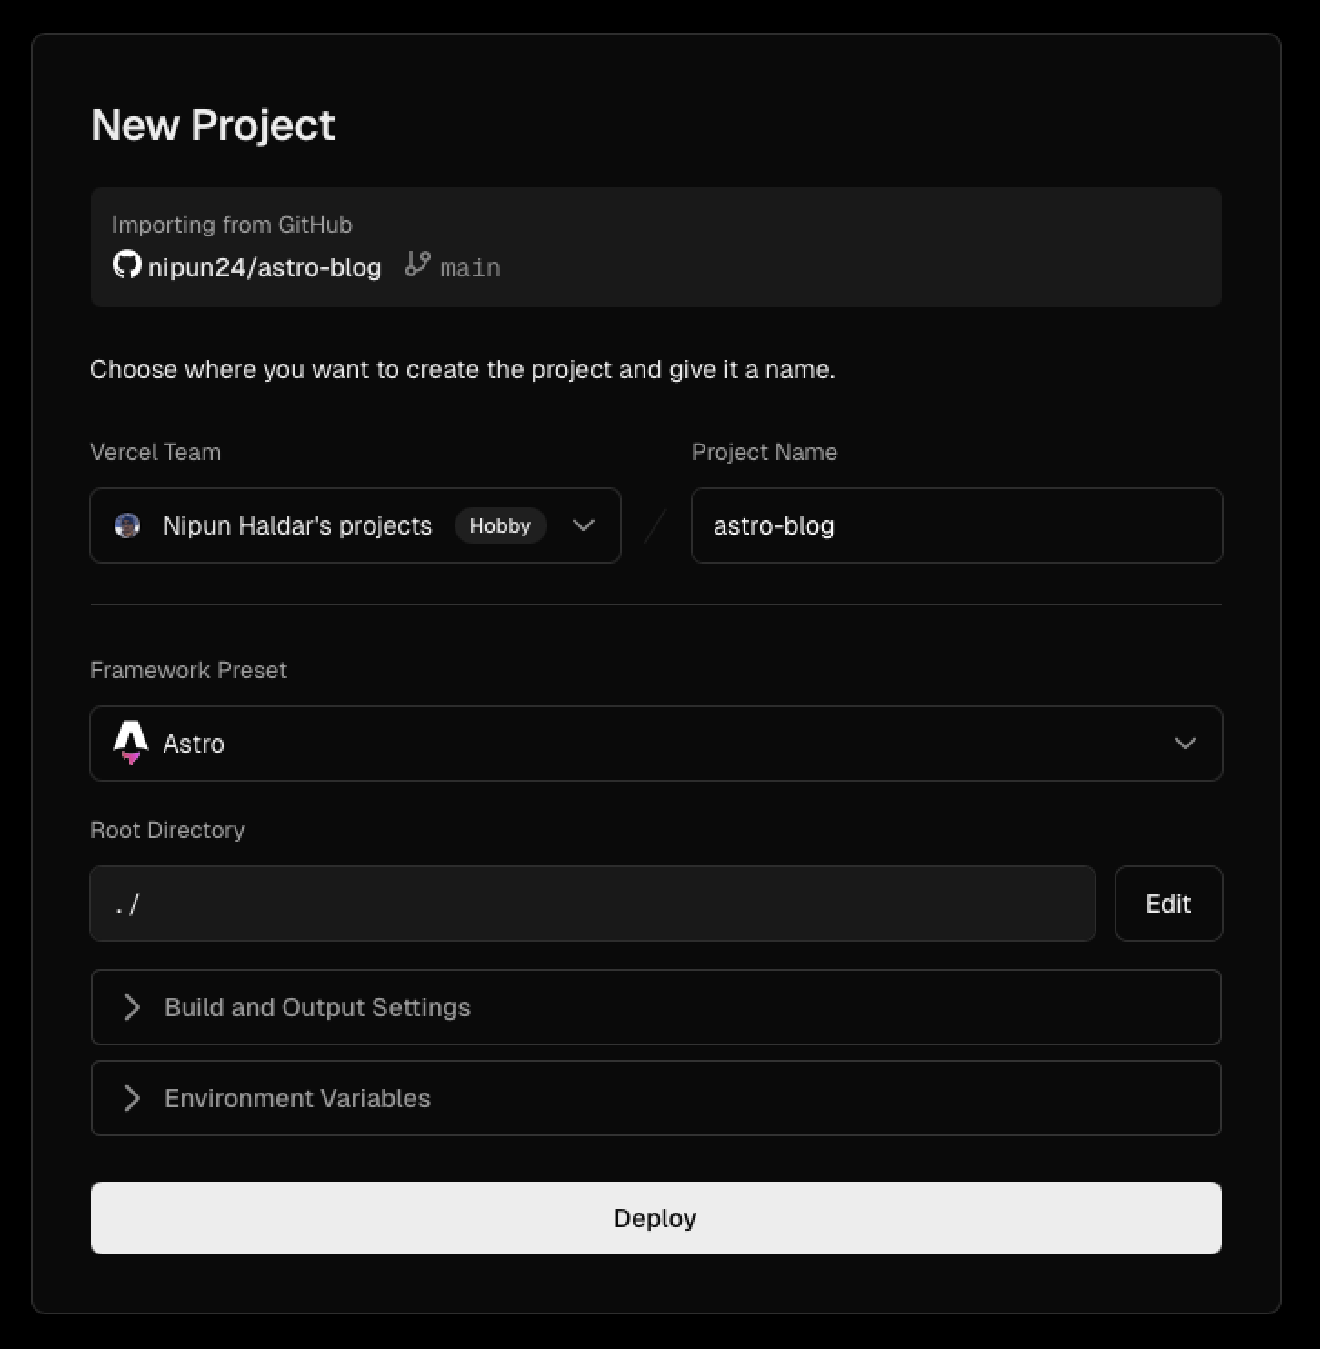 New Project
Importing from GitHub
nipun24/astro-blog main
Choose where you want to create the project and give it a name.
Vercel Team
Project Name
Nipun Haldar's projects Hobby / astro-blog
Framework Preset
Astro
Root Directory
./ Edit
Build and Output Settings
Environment Variables
Deploy